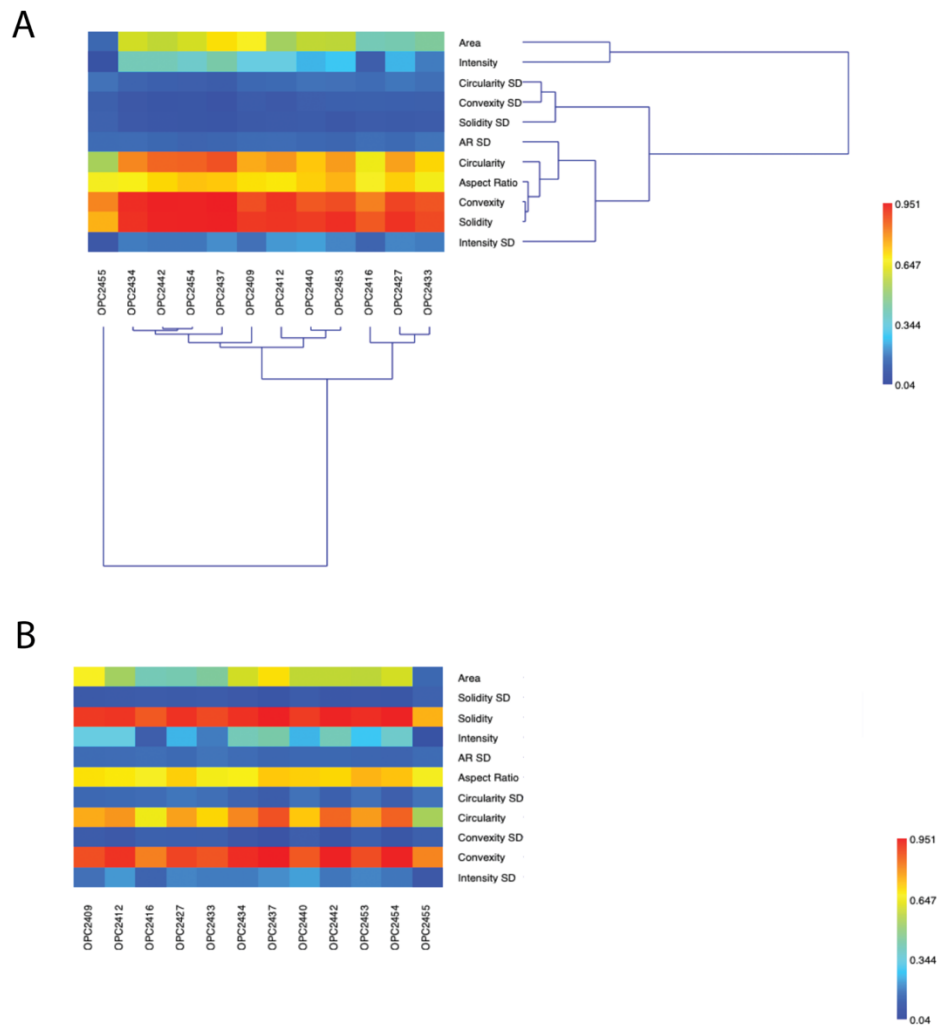 A
Area
Intensity
Circularity SD
Convexity SD
Solidity SD
AR SD
Circularity
Aspect Ratio
Convexity
Solidity
Intensity SD
0.951
0.647
0.344
0.04
OPC2455
OPC2434
OPC2442
OPC2454
OPC2437
OPC2409
OPC2412
OPC2440
OPC2453
OPC2416
OPC2427
OPC2433
B
Area
Solidity SD
Solidity
Intensity
AR SD
Aspect Ratio
Circularity SD
Circularity
Convexity SD
Convexity
Intensity SD
0.951
0.647
0.344
0.04
OPC2409
OPC2412
OPC2416
OPC2427
OPC2433
OPC2434
OPC2437
OPC2440
OPC2442
OPC2453
OPC2454
OPC2455